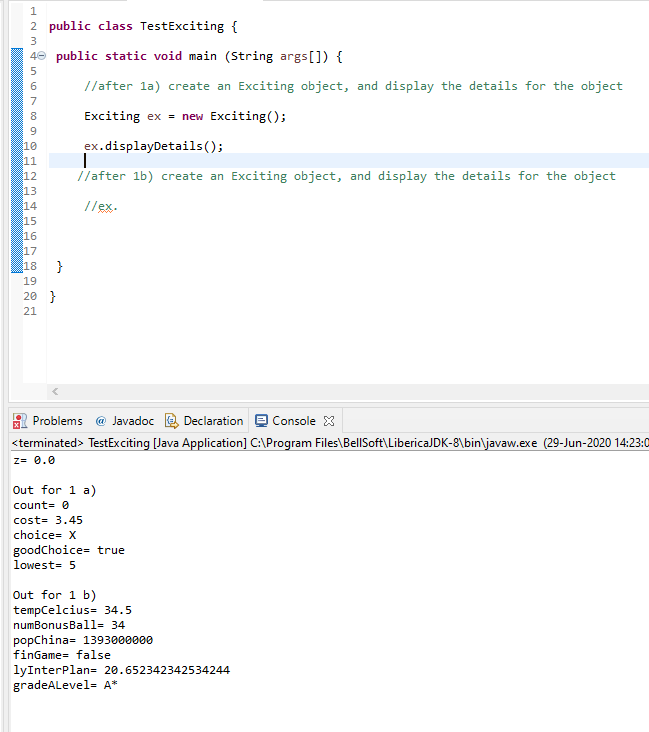 1
2 public class TestExciting {
3
4 public static void main (String args[]) {
5
6 //after 1a) create an Exciting object, and display the details for the object
7
8 Exciting ex = new Exciting();
9
10 ex.displayDetails();
11
12 //after 1b) create an Exciting object, and display the details for the object
13
14 //ex.
15
16
17
18 }
19
20 }
21
Problems @ Javadoc Declaration Console
<terminated> TestExciting [Java Application] C:\Program Files\BellSoft\LibericaJDK-8\bin\javaw.exe (29-Jun-2020 14:23:0
z= 0.0
Out for 1 a)
count= 0
cost= 3.45
choice= X
goodChoice= true
lowest= 5
Out for 1 b)
tempCelcius= 34.5
numBonusBall= 34
popChina= 1393000000
finGame= false
lyInterPlan= 20.652342342534244
gradeALevel= A*